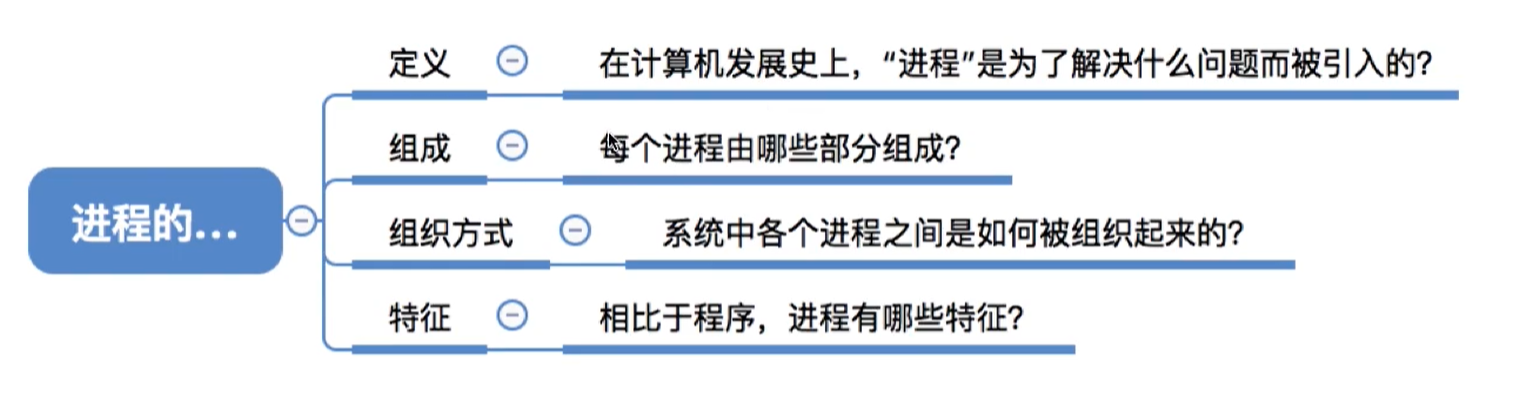 进程的...
定义
在计算机发展史上，“进程”是为了解决什么问题而被引入的？
组成
每个进程由哪些部分组成？
组织方式
系统中各个进程之间是如何被组织起来的？
特征
相比于程序，进程有哪些特征？